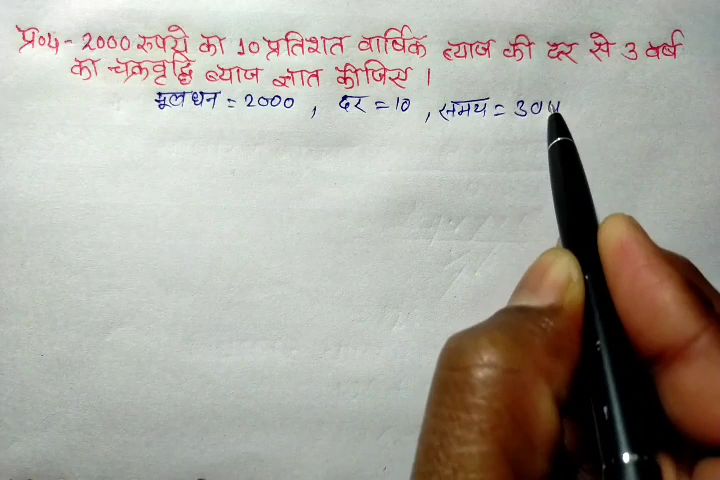 प्र०4- 2000 रुपये का 10 प्रतिशत वार्षिक ब्याज की दर से 3 वर्ष
का चक्रवृद्धि ब्याज ज्ञात कीजिए ।
मूलधन = 2000 , दर = 10 , समय = 3